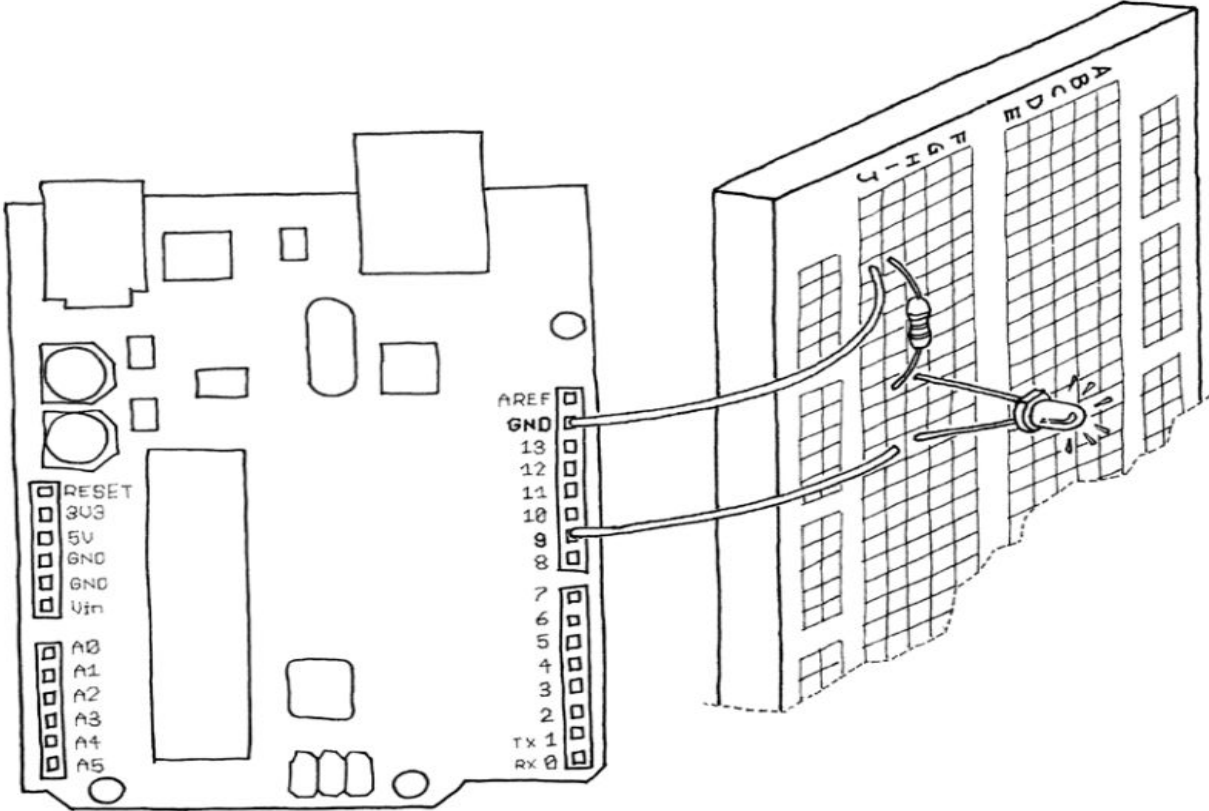 A B C D E
F G H I J
AREF
GND
13
12
11
10
9
8
7
6
5
4
3
2
TX 1
RX 0
RESET
3V3
5V
GND
GND
Vin
A0
A1
A2
A3
A4
A5